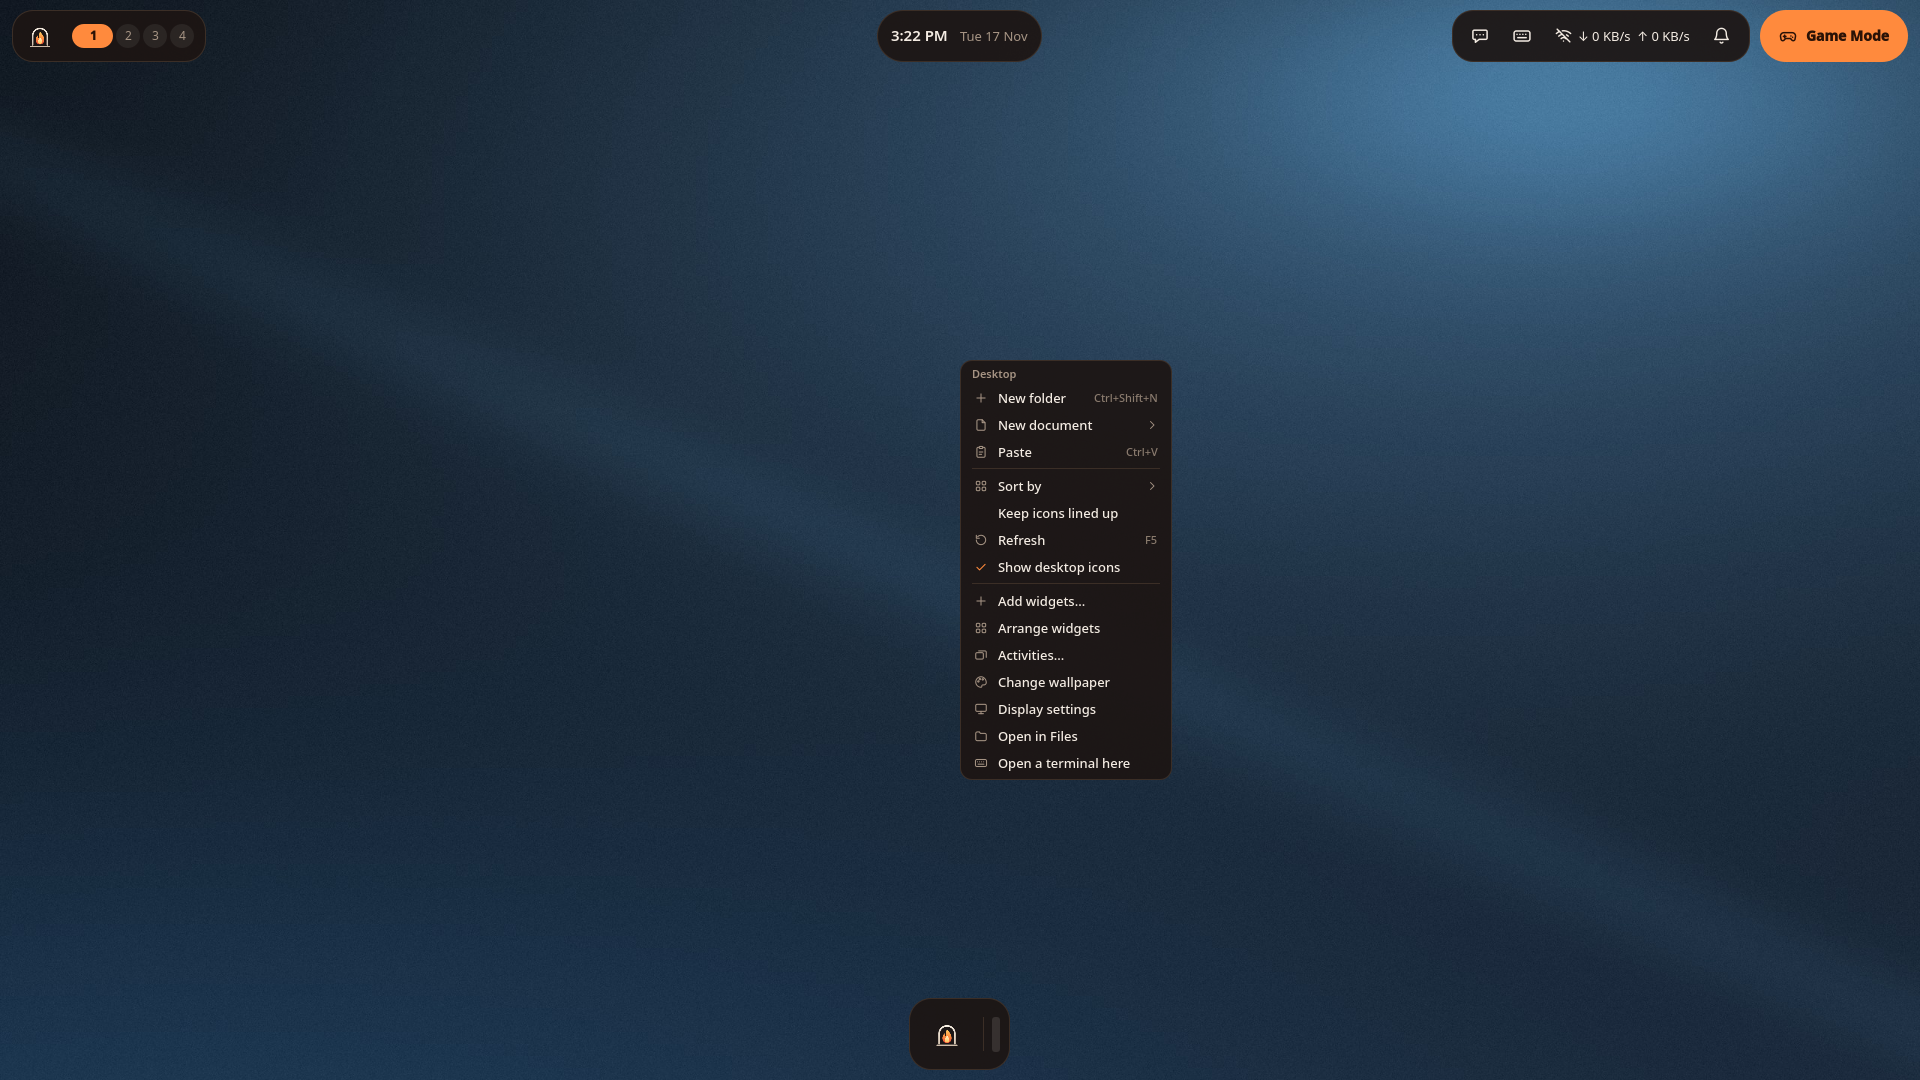 1 2 3 4
3:22 PM Tue 17 Nov
↓ 0 KB/s ↑ 0 KB/s
Game Mode
Desktop
New folder Ctrl+Shift+N
New document
Paste Ctrl+V
Sort by
Keep icons lined up
Refresh F5
Show desktop icons
Add widgets...
Arrange widgets
Activities...
Change wallpaper
Display settings
Open in Files
Open a terminal here